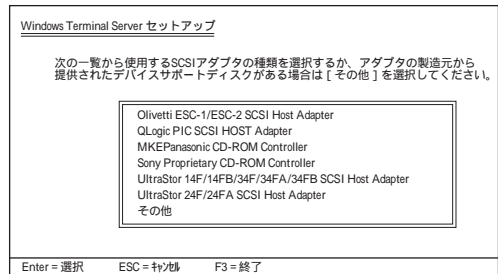 Windows Terminal Server セットアップ
次の一覧から使用するSCSIアダプタの種類を選択するか、アダプタの製造元から
提供されたデバイスサポートディスクがある場合は [ その他 ] を選択してください。
Olivetti ESC-1/ESC-2 SCSI Host Adapter
QLogic PIC SCSI HOST Adapter
MKEPanasonic CD-ROM Controller
Sony Proprietary CD-ROM Controller
UltraStor 14F/14FB/34F/34FA/34FB SCSI Host Adapter
UltraStor 24F/24FA SCSI Host Adapter
その他
Enter = 選択 ESC = ｷｬﾝｾﾙ F3 = 終了